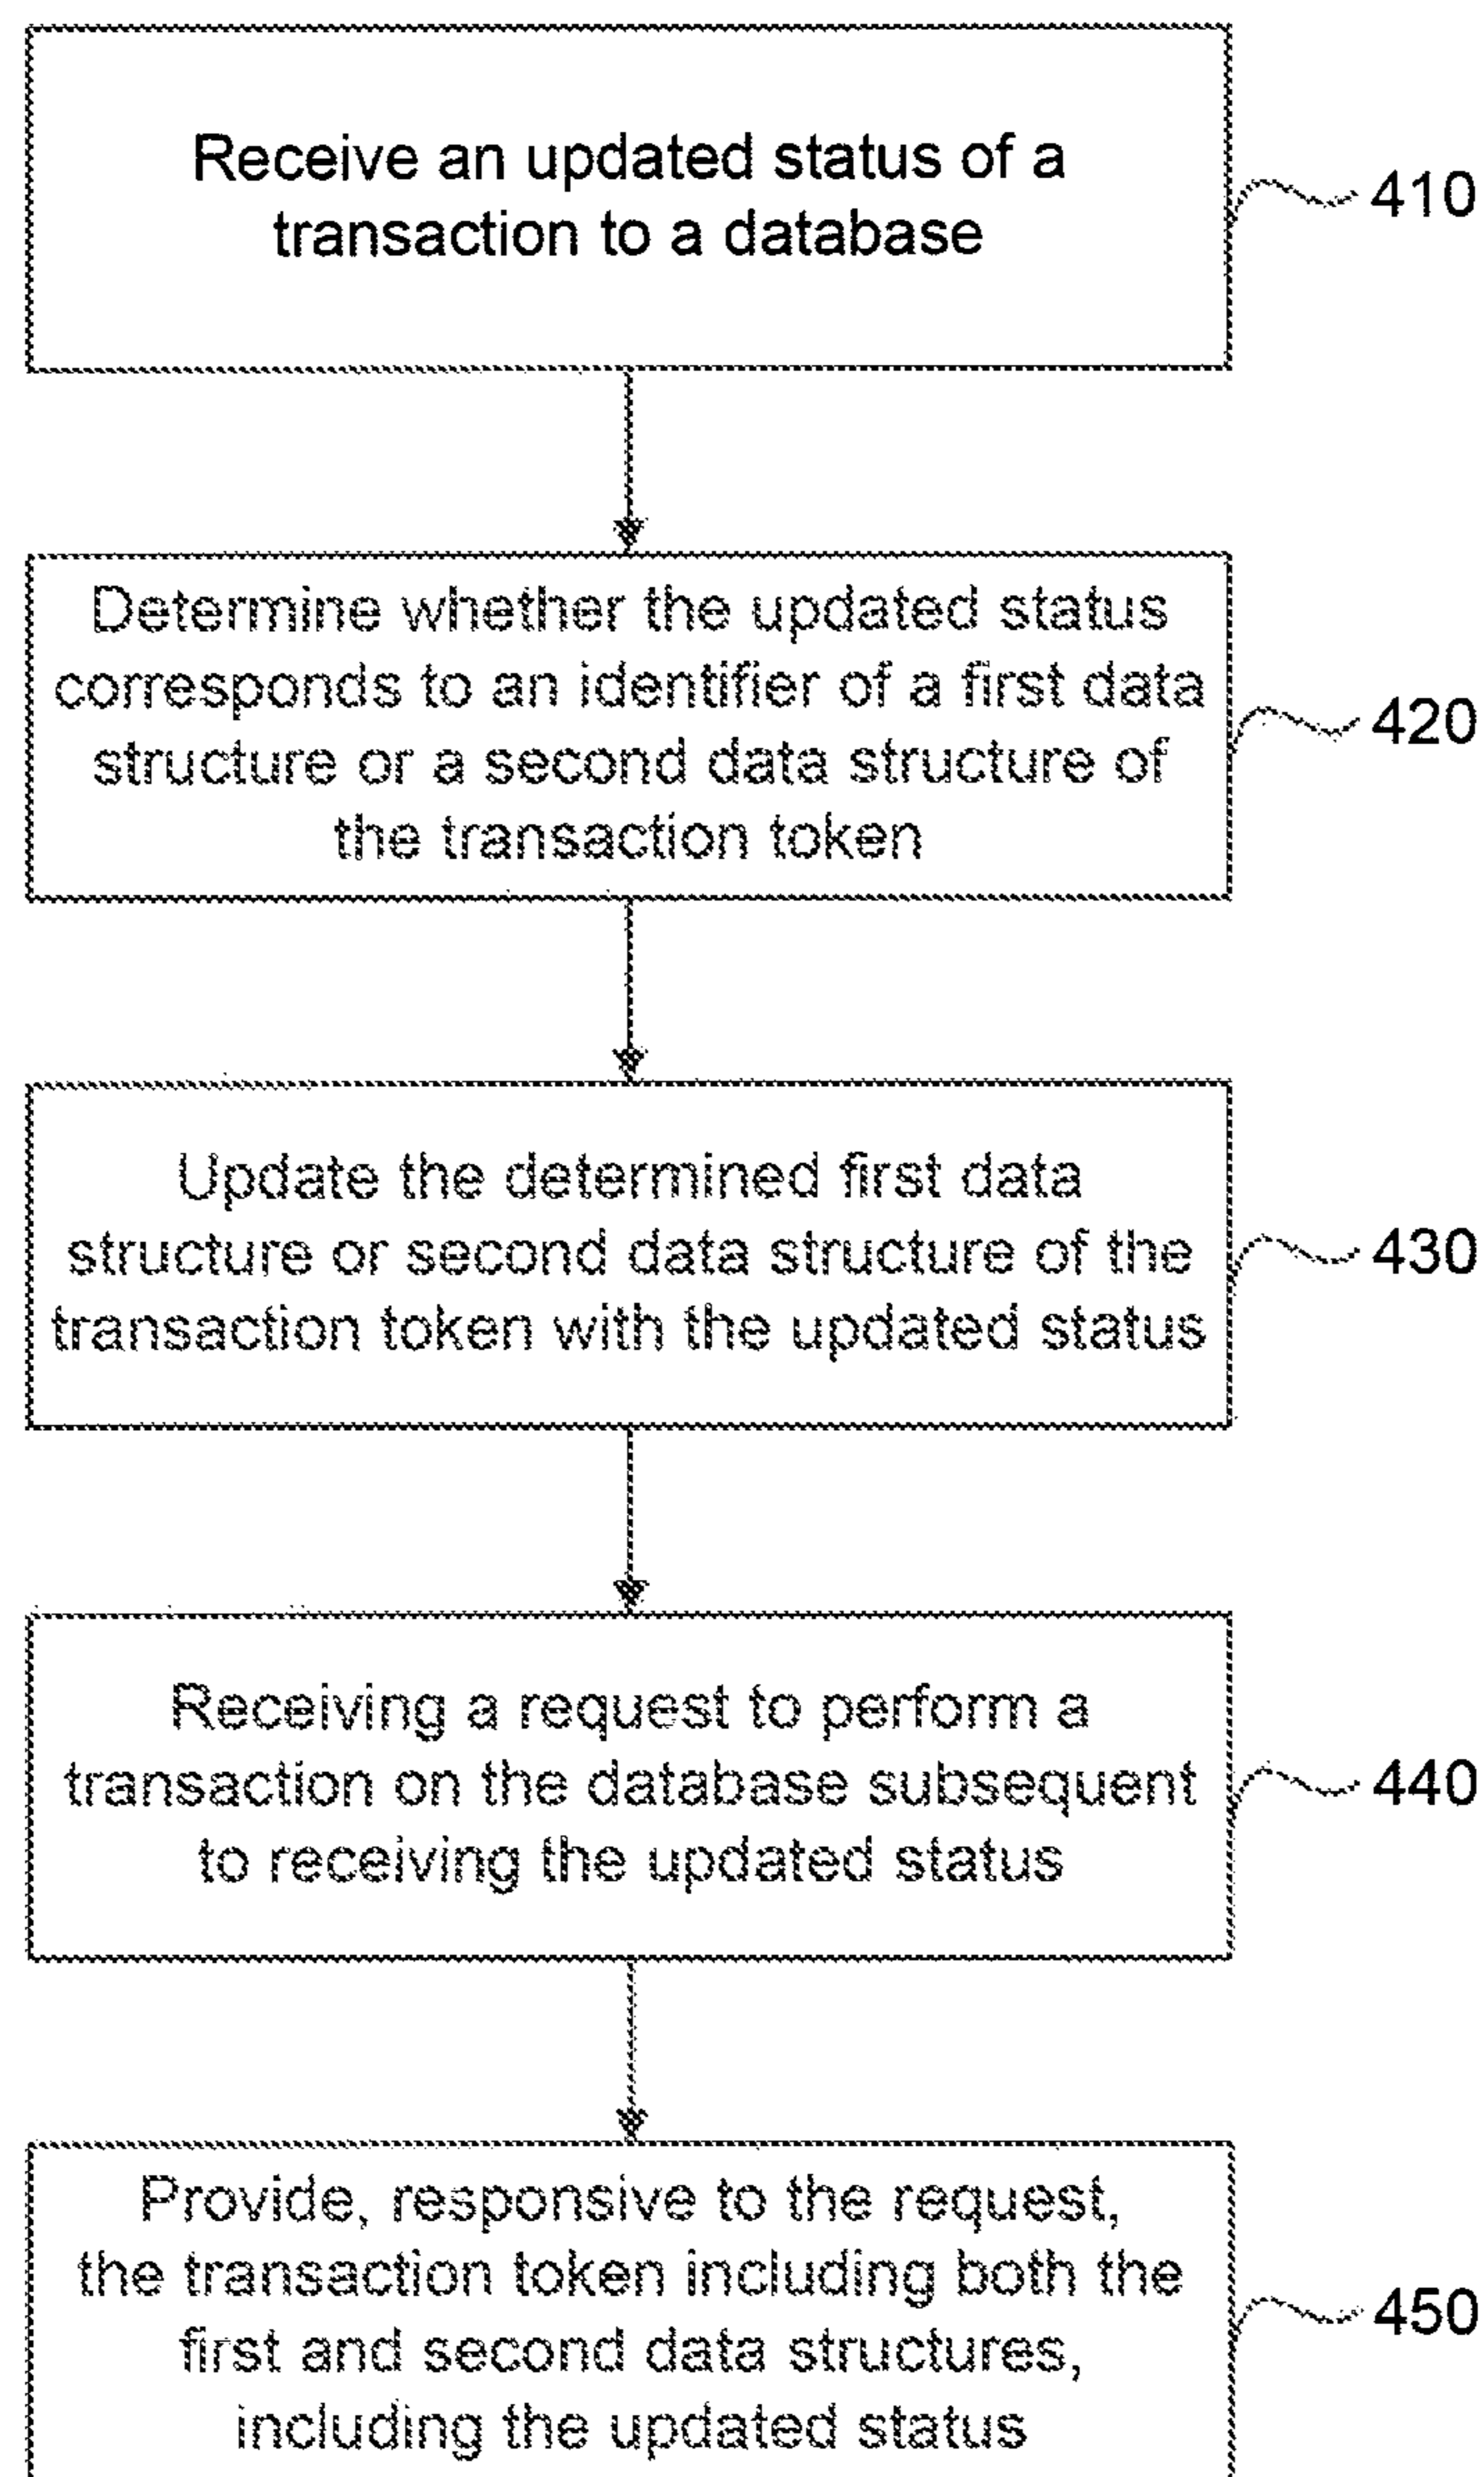 Receive an updated status of a
transaction to a database
410
Determine whether the updated status
corresponds to an identifier of a first data
structure or a second data structure of
the transaction token
420
Update the determined first data
structure or second data structure of the
transaction token with the updated status
430
Receiving a request to perform a
transaction on the database subsequent
to receiving the updated status
440
Provide, responsive to the request,
the transaction token including both the
first and second data structures,
including the updated status
450